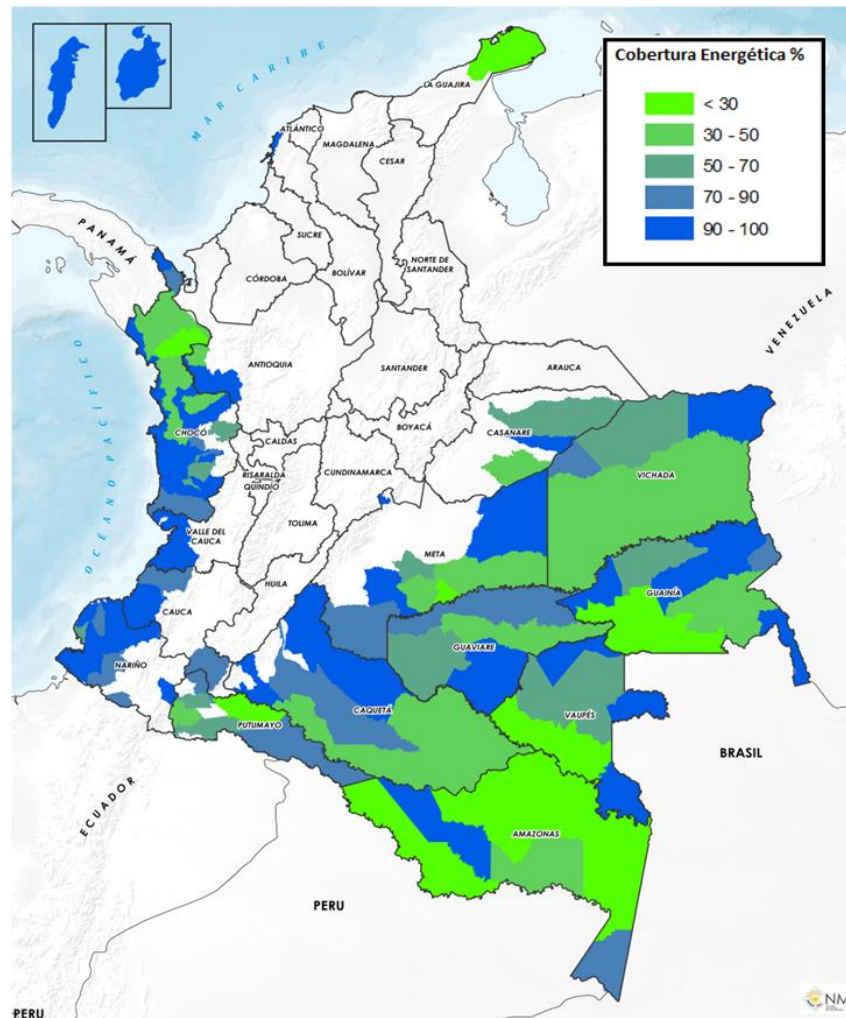 Cobertura Energética %
< 30
30 - 50
50 - 70
70 - 90
90 - 100
MAR CARIBE
LA GUAJIRA
ATLÁNTICO
MAGDALENA
CESAR
PANAMÁ
SUCRE
NORTE DE
SANTANDER
BOLÍVAR
CÓRDOBA
VENEZUELA
ANTIOQUIA
SANTANDER
ARAUCA
OCÉANO PACÍFICO
CHOCÓ
BOYACÁ
CASANARE
CALDAS
RISARALDA
QUINDIO
CUNDINAMARCA
VICHADA
TOLIMA
VALLE DEL
CAUCA
META
HUILA
GUAINÍA
CAUCA
GUAVIARE
NARIÑO
CAQUETÁ
VAUPÉS
PUTUMAYO
BRASIL
ECUADOR
AMAZONAS
PERU
PERU
NM